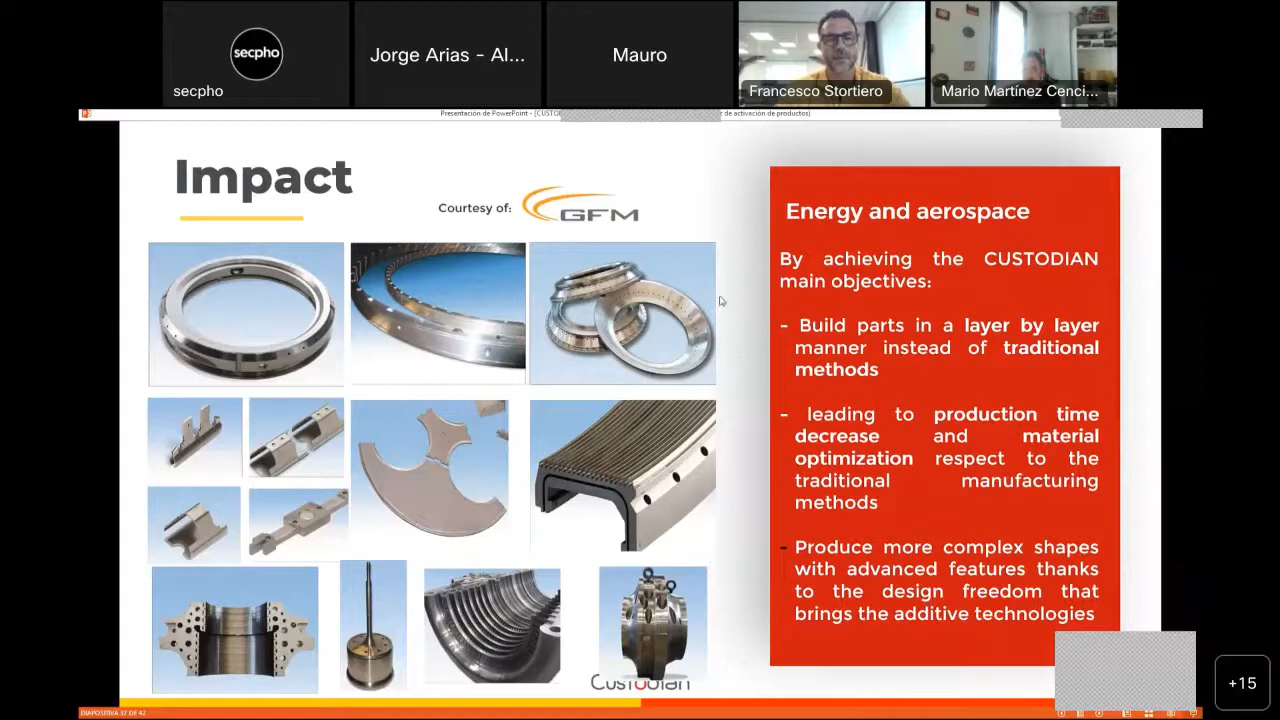 secpho
secpho
Jorge Arias - Al...
Mauro
Francesco Stortiero
Mario Martínez Cenci...
Presentación de PowerPoint - [CUSTO
r de activación de productos]
Impact
Courtesy of:
GFM
Energy and aerospace
By achieving the CUSTODIAN
main objectives:
- Build parts in a layer by layer
manner instead of traditional
methods
- leading to production time
decrease and material
optimization respect to the
traditional manufacturing
methods
- Produce more complex shapes
with advanced features thanks
to the design freedom that
brings the additive technologies
Custodian
DIAPOSITIVA 37 DE 42
+15